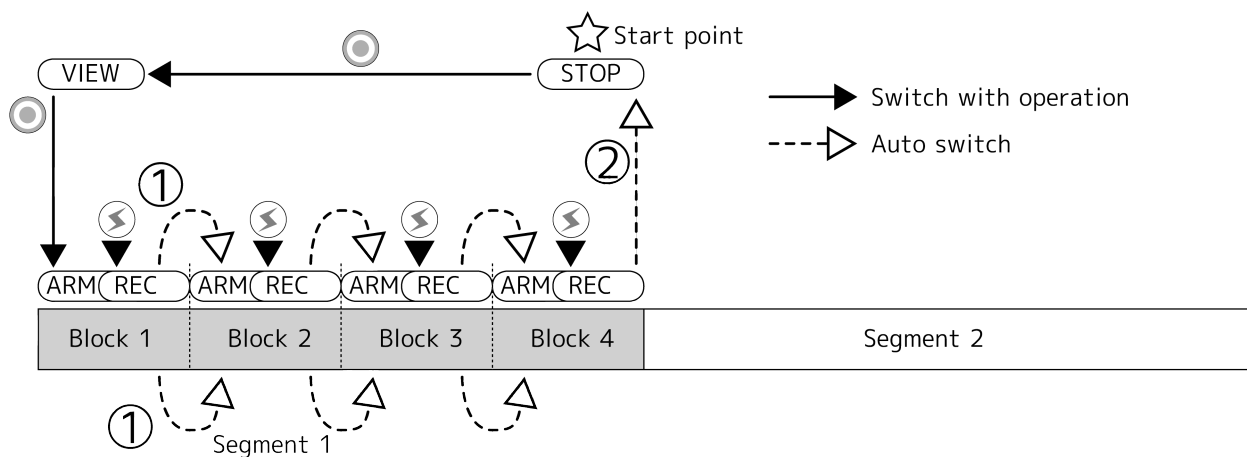 Start point
VIEW
STOP
Switch with operation
Auto switch
②
①
ARM REC ARM REC ARM REC ARM REC
Block 1 Block 2 Block 3 Block 4 Segment 2
①
Segment 1